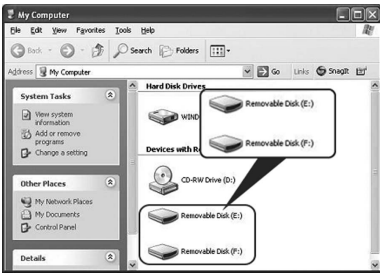 My Computer
File Edit View Favorites Tools Help
Back Search Folders
Address My Computer Go Links SnagIt
System Tasks
View system
information
Add or remove
programs
Change a setting
Other Places
My Network Places
My Documents
Control Panel
Details
Hard Disk Drives
WIND
Devices with R
CD-RW Drive (D:)
Removable Disk (E:)
Removable Disk (F:)
Removable Disk (E:)
Removable Disk (F:)